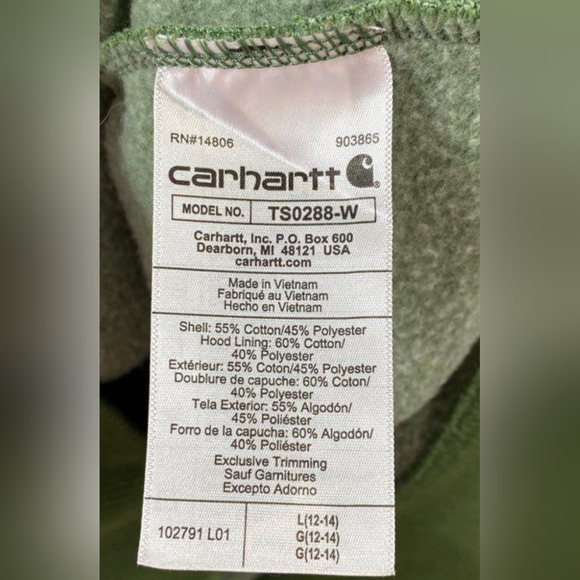 RN#14806 903865
carhartt
MODEL NO. TS0288-W
Carhartt, Inc. P.O. Box 600
Dearborn, MI 48121 USA
carhartt.com
Made in Vietnam
Fabriqué au Vietnam
Hecho en Vietnam
Shell: 55% Cotton/45% Polyester
Hood Lining: 60% Cotton/
40% Polyester
Extérieur: 55% Coton/45% Polyester
Doublure de capuche: 60% Coton/
40% Polyester
Tela Exterior: 55% Algodón/
45% Poliéster
Forro de la capucha: 60% Algodón/
40% Poliéster
Exclusive Trimming
Sauf Garnitures
Excepto Adorno
102791 L01
L(12-14)
G(12-14)
G(12-14)